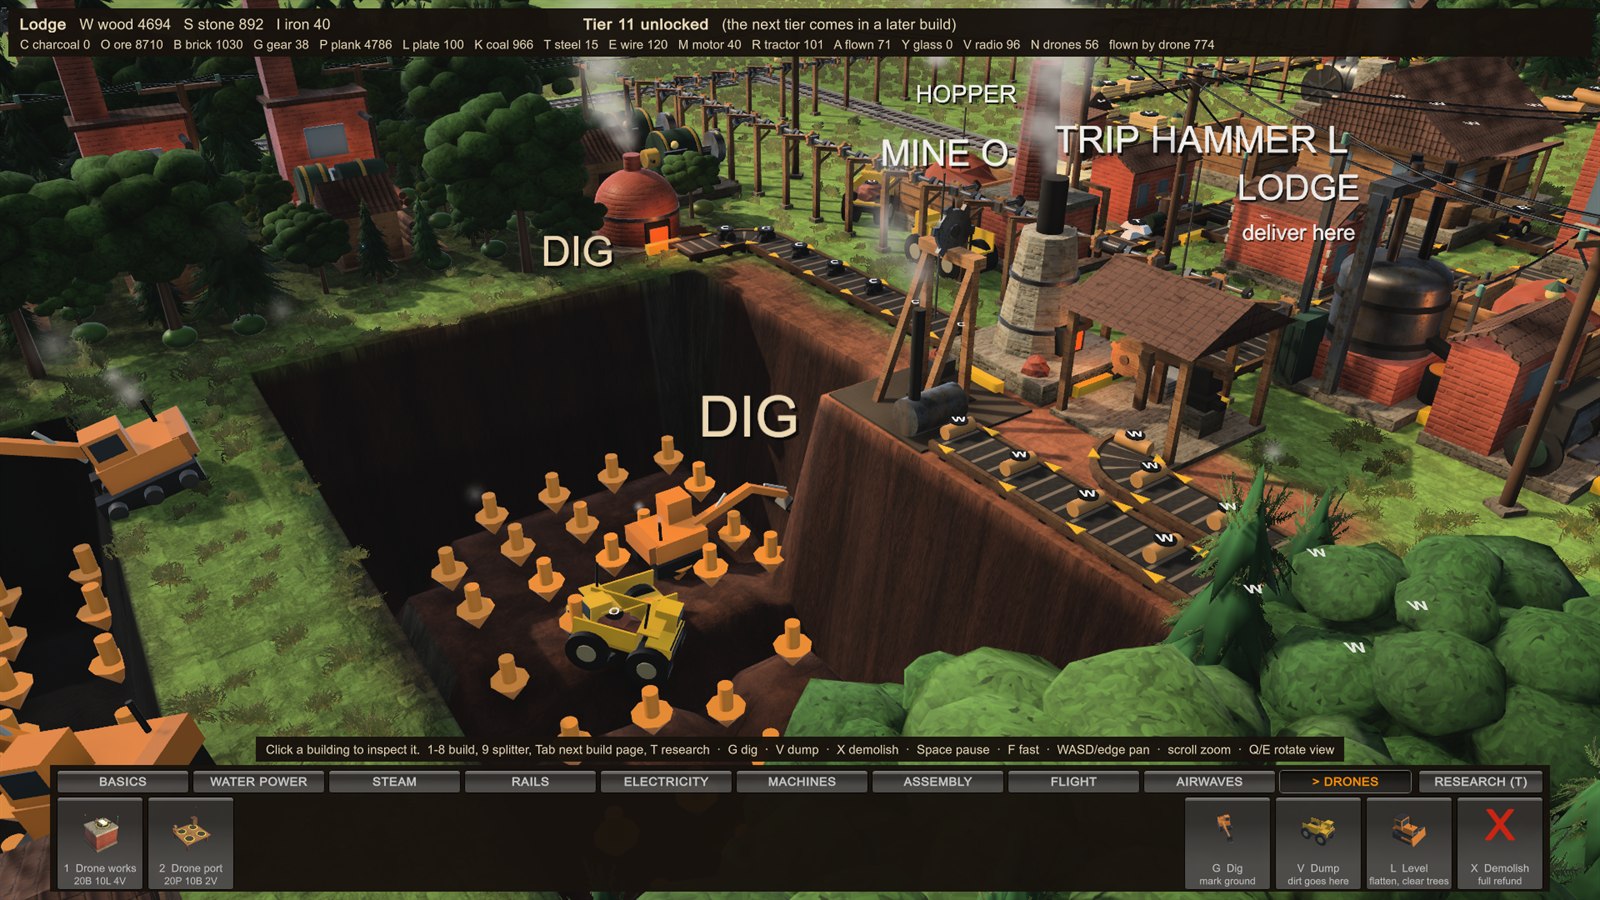 Lodge W wood 4694 S stone 892 I iron 40
Tier 11 unlocked (the next tier comes in a later build)
C charcoal 0 O ore 8710 B brick 1030 G gear 38 P plank 4786 L plate 100 K coal 966 T steel 15 E wire 120 M motor 40 R tractor 101 A flown 71 Y glass 0 V radio 96 N drones 56 flown by drone 774
HOPPER
MINE O
TRIP HAMMER L
LODGE
deliver here
DIG
DIG
C
C
C
C
C
C
C
W
W
W
W
W
W
W
W
W
W
W
O
Click a building to inspect it. 1-8 build, 9 splitter, Tab next build page, T research · G dig · V dump · X demolish · Space pause · F fast · WASD/edge pan · scroll zoom · Q/E rotate view
BASICS
WATER POWER
STEAM
RAILS
ELECTRICITY
MACHINES
ASSEMBLY
FLIGHT
AIRWAVES
> DRONES
RESEARCH (T)
1 Drone works
20B 10L 4V
2 Drone port
20P 10B 2V
G Dig
mark ground
V Dump
dirt goes here
L Level
flatten, clear trees
X
X Demolish
full refund